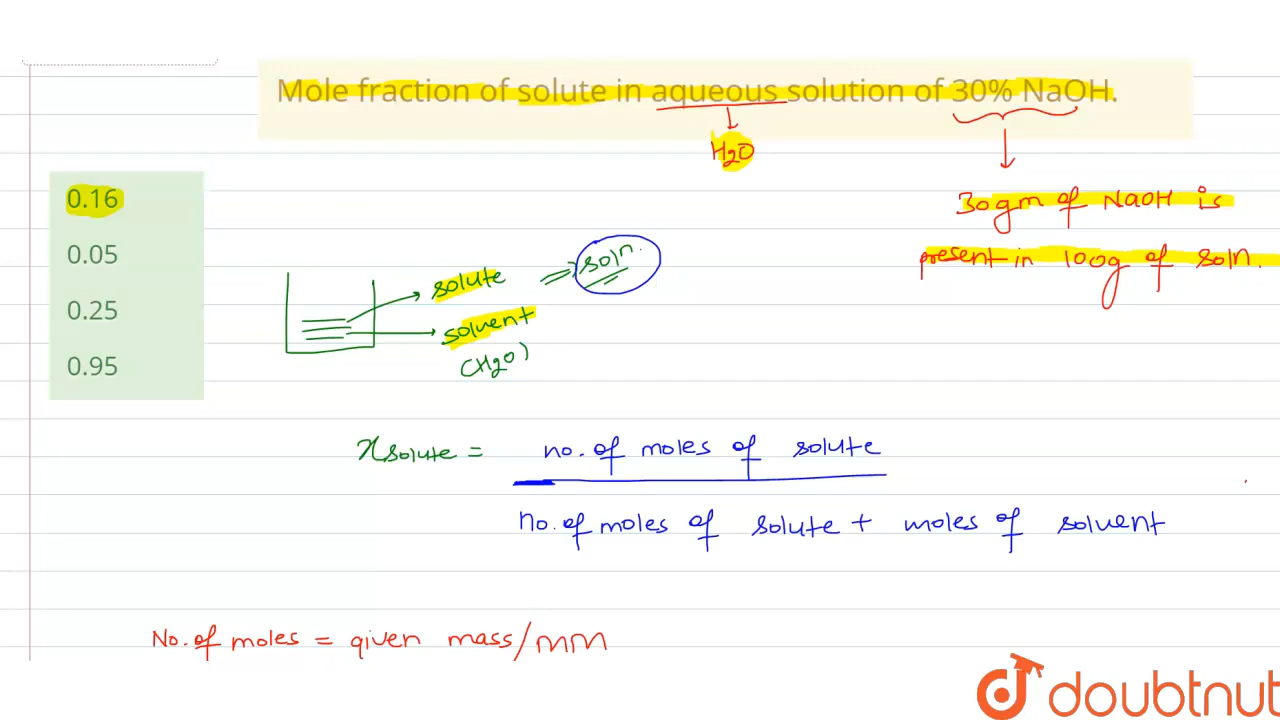 Mole fraction of solute in aqueous solution of 30% NaOH.
H2O
30gm of NaOH is
present in 100g of soln.
0.16
0.05
0.25
0.95
solute ⇒ soln.
solvent
(H2O)
xsolute = no. of moles of solute
no. of moles of solute + moles of solvent
No. of moles = given mass/MM
doubtnut